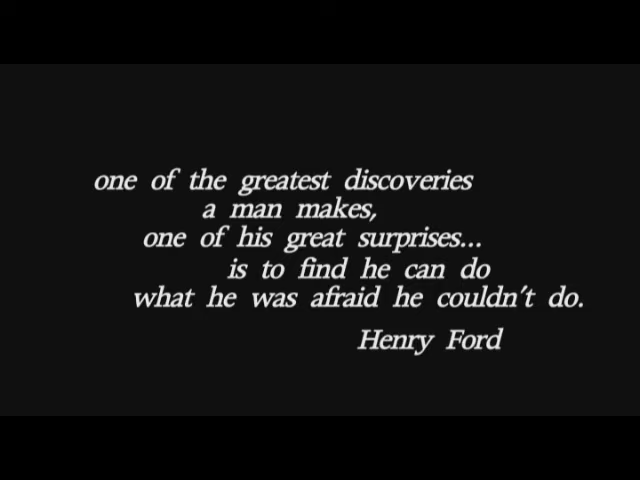 one of the greatest discoveries
a man makes,
one of his great surprises...
is to find he can do
what he was afraid he couldn't do.
Henry Ford